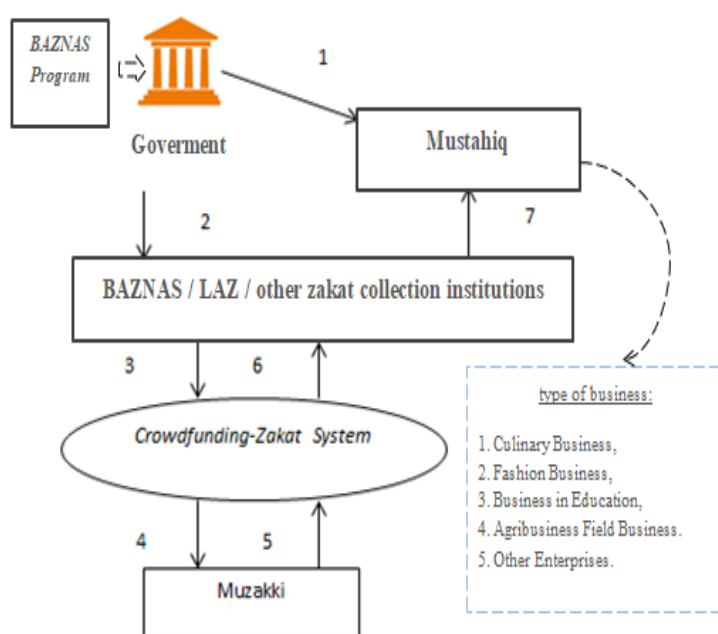 BAZNAS
Program
1
Goverment
Mustahiq
2
7
BAZNAS / LAZ / other zakat collection institutions
3
6
type of business:
Crowdfunding-Zakat System
1. Culinary Business,
2. Fashion Business,
3. Business in Education,
4. Agribusiness Field Business.
5. Other Enterprises.
4
5
Muzakki